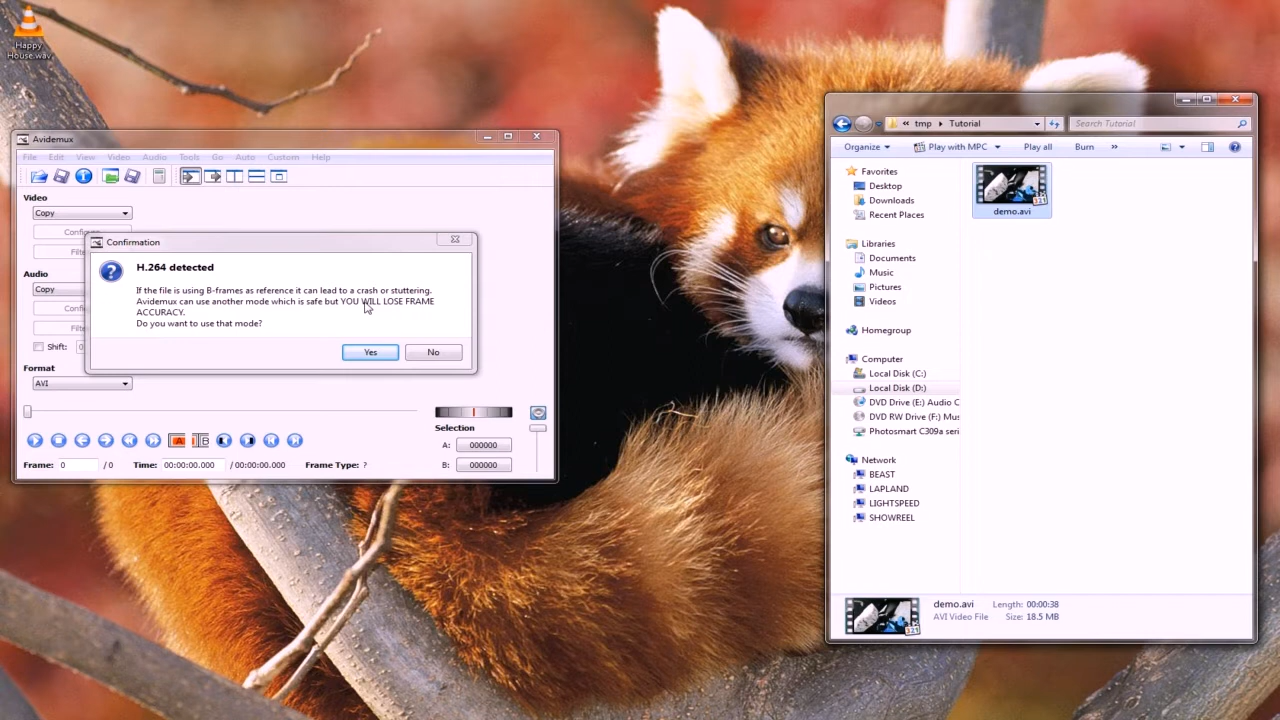 Happy
House.wav
Avidemux
File Edit View Video Audio Tools Go Auto Custom Help
Video
Copy
Audio
Copy
Shift:
Format
AVI
Confirmation
H.264 detected
If the file is using B-frames as reference it can lead to a crash or stuttering.
Avidemux can use another mode which is safe but YOU WILL LOSE FRAME
ACCURACY.
Do you want to use that mode?
Yes No
Selection
A: 000000
B: 000000
Frame: 0 / 0 Time: 00:00:00.000 / 00:00:00.000 Frame Type: ?
« tmp Tutorial Search Tutorial
Organize Play with MPC Play all Burn »
Favorites
Desktop
Downloads
Recent Places
Libraries
Documents
Music
Pictures
Videos
Homegroup
Computer
Local Disk (C:)
Local Disk (D:)
DVD Drive (E:) Audio C
DVD RW Drive (F:) Mus
Photosmart C309a seri
Network
BEAST
LAPLAND
LIGHTSPEED
SHOWREEL
321
demo.avi
demo.avi Length: 00:00:38
AVI Video File Size: 18.5 MB
321